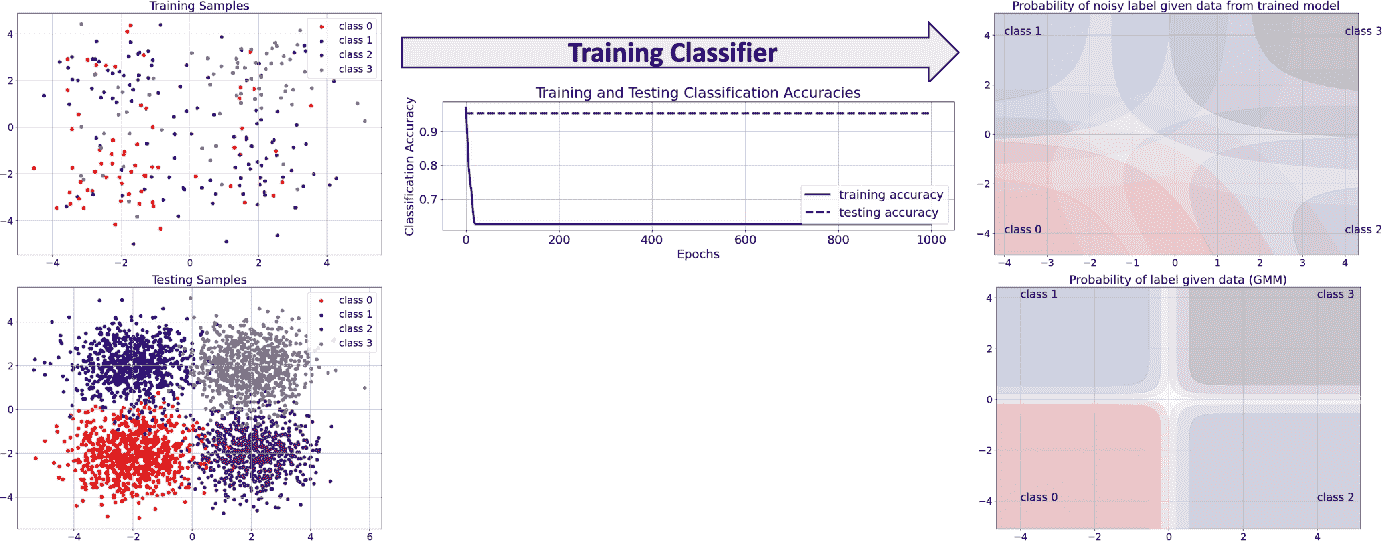 Training Samples
class 0
class 1
class 2
class 3
4
2
0
−2
−4
−4
−2
0
2
4
Training Classifier
Training and Testing Classification Accuracies
Classification Accuracy
0.9
0.8
0.7
training accuracy
testing accuracy
0
200
400
600
800
1000
Epochs
Probability of noisy label given data from trained model
class 1
class 3
class 0
class 2
4
2
0
−2
−4
−4
−3
−2
−1
0
1
2
3
4
Testing Samples
class 0
class 1
class 2
class 3
4
2
0
−2
−4
−4
−2
0
2
4
6
Probability of label given data (GMM)
class 1
class 3
class 0
class 2
4
2
0
−2
−4
−4
−2
0
2
4